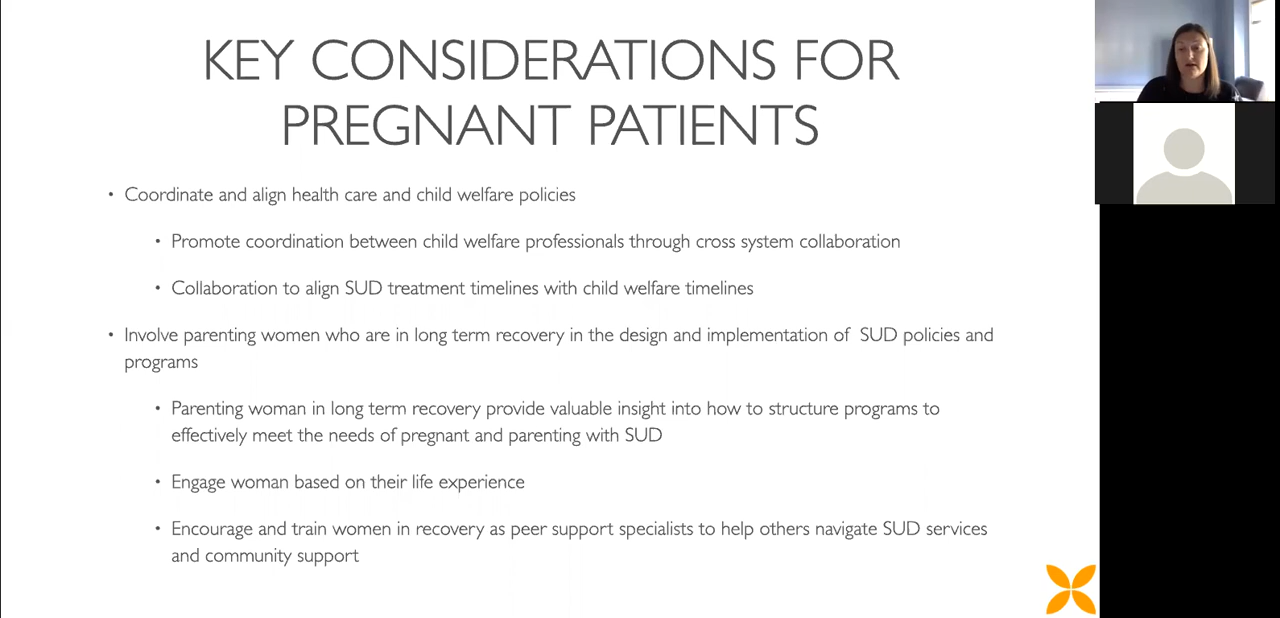 KEY CONSIDERATIONS FOR
PREGNANT PATIENTS
• Coordinate and align health care and child welfare policies
• Promote coordination between child welfare professionals through cross system collaboration
• Collaboration to align SUD treatment timelines with child welfare timelines
• Involve parenting women who are in long term recovery in the design and implementation of  SUD policies and
programs
• Parenting woman in long term recovery provide valuable insight into how to structure programs to
effectively meet the needs of pregnant and parenting with SUD
• Engage woman based on their life experience
• Encourage and train women in recovery as peer support specialists to help others navigate SUD services
and community support